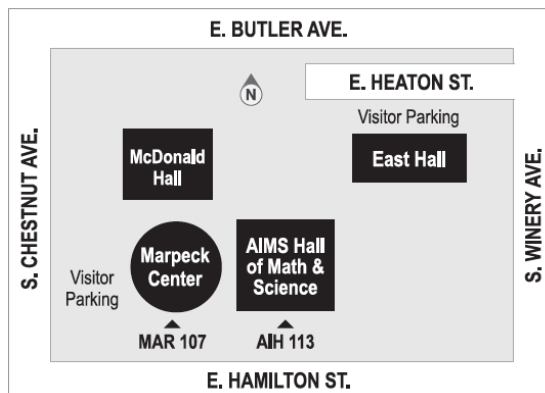 E. BUTLER AVE.
N
E. HEATON ST.
Visitor Parking
S. CHESTNUT AVE.
McDonald
Hall
East Hall
S. WINERY AVE.
Marpeck
Center
AIMS Hall
of Math &
Science
Visitor
Parking
MAR 107
AIH 113
E. HAMILTON ST.